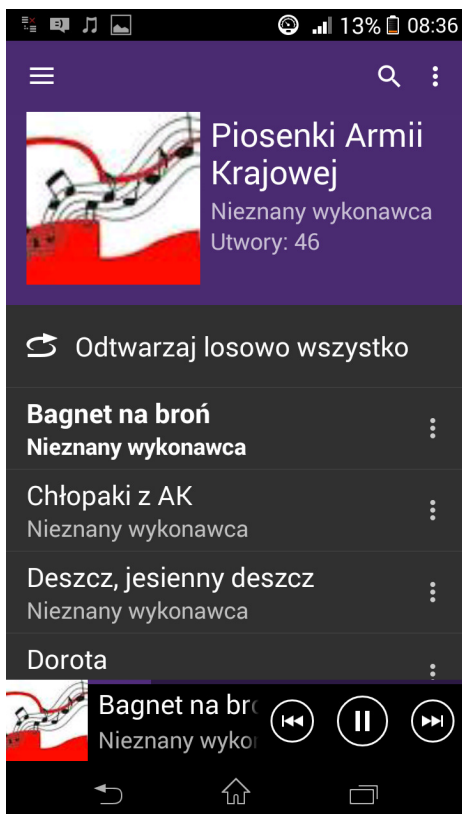 13% 08:36
Piosenki Armii
Krajowej
Nieznany wykonawca
Utwory: 46
Odtwarzaj losowo wszystko
Bagnet na broń
Nieznany wykonawca
Chłopaki z AK
Nieznany wykonawca
Deszcz, jesienny deszcz
Nieznany wykonawca
Dorota
Bagnet na bro
Nieznany wyko